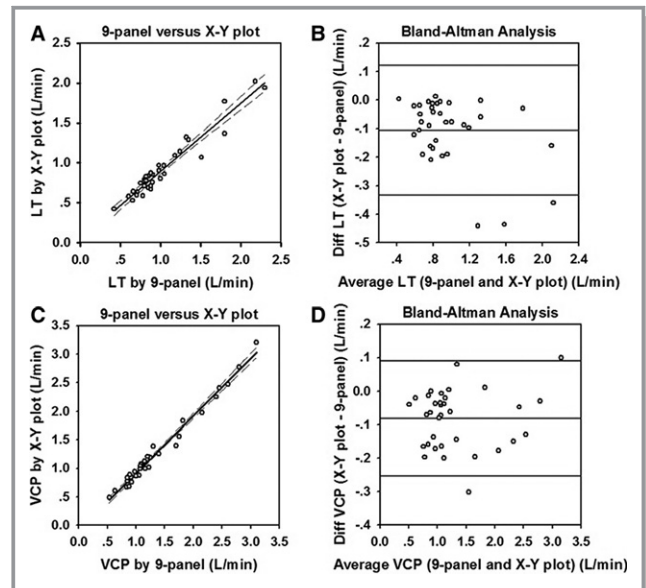 A
9-panel versus X-Y plot
2.5
2.0
1.5
1.0
.5
0.0
0.0 .5 1.0 1.5 2.0 2.5
LT by X-Y plot (L/min)
LT by 9-panel (L/min)
B
Bland-Altman Analysis
.2
.1
0.0
-.1
-.2
-.3
-.4
-.5
.4 .8 1.2 1.6 2.0 2.4
Diff LT (X-Y plot - 9-panel) (L/min)
Average LT (9-panel and X-Y plot) (L/min)
C
9-panel versus X-Y plot
3.5
3.0
2.5
2.0
1.5
1.0
.5
0.0
0.0 .5 1.0 1.5 2.0 2.5 3.0 3.5
VCP by X-Y plot (L/min)
VCP by 9-panel (L/min)
D
Bland-Altman Analysis
.2
.1
0.0
-.1
-.2
-.3
-.4
0.0 .5 1.0 1.5 2.0 2.5 3.0 3.5
Diff VCP (X-Y plot - 9-panel) (L/min)
Average VCP (9-panel and X-Y plot) (L/min)